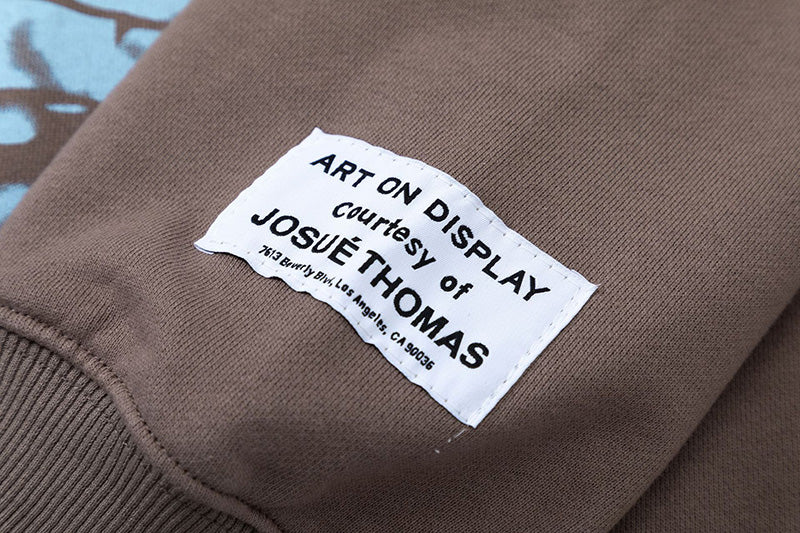 ART ON DISPLAY
courtesy of
JOSUÉ THOMAS
7613 Beverly Blvd, Los Angeles, CA 90036